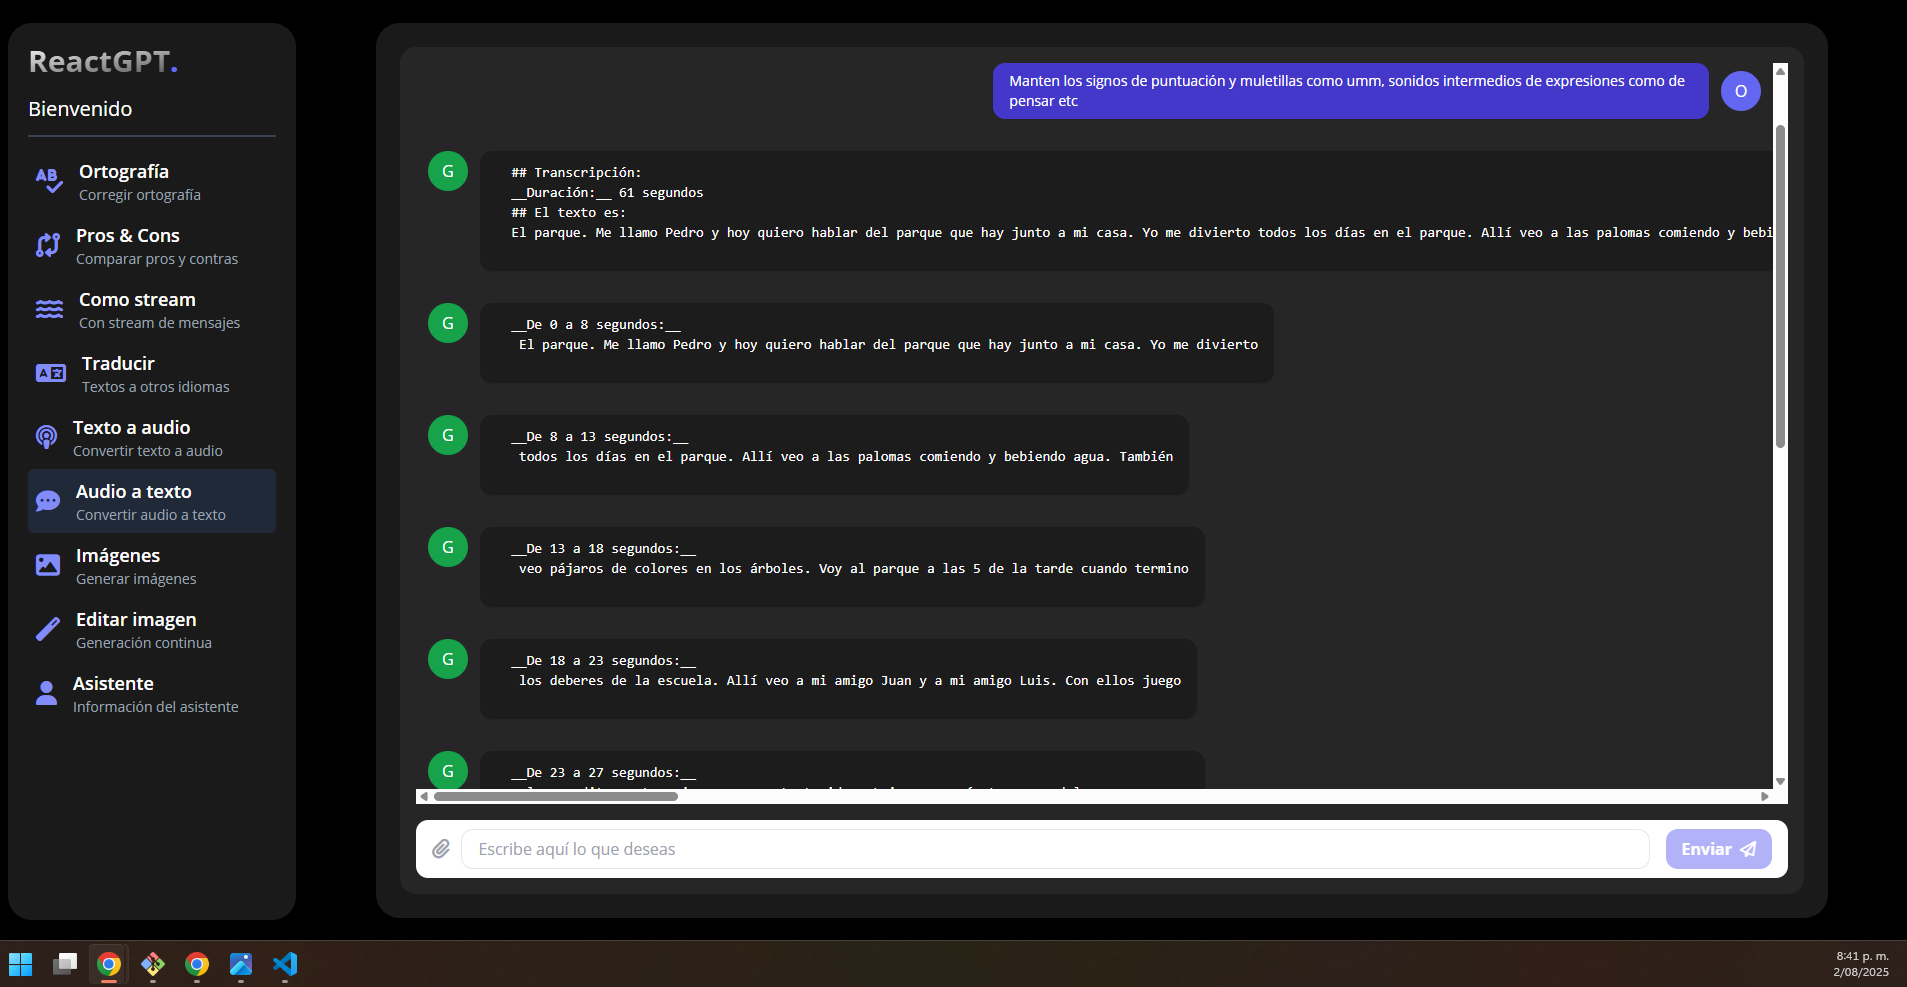 ReactGPT.
Bienvenido
Ortografía
Corregir ortografía
Pros & Cons
Comparar pros y contras
Como stream
Con stream de mensajes
Traducir
Textos a otros idiomas
Texto a audio
Convertir texto a audio
Audio a texto
Convertir audio a texto
Imágenes
Generar imágenes
Editar imagen
Generación continua
Asistente
Información del asistente
Manten los signos de puntuación y muletillas como umm, sonidos intermedios de expresiones como de
pensar etc
O
G
## Transcripción:
__Duración:__ 61 segundos
## El texto es:
El parque. Me llamo Pedro y hoy quiero hablar del parque que hay junto a mi casa. Yo me divierto todos los días en el parque. Allí veo a las palomas comiendo y bebi
G
__De 0 a 8 segundos:__
El parque. Me llamo Pedro y hoy quiero hablar del parque que hay junto a mi casa. Yo me divierto
G
__De 8 a 13 segundos:__
todos los días en el parque. Allí veo a las palomas comiendo y bebiendo agua. También
G
__De 13 a 18 segundos:__
veo pájaros de colores en los árboles. Voy al parque a las 5 de la tarde cuando termino
G
__De 18 a 23 segundos:__
los deberes de la escuela. Allí veo a mi amigo Juan y a mi amigo Luis. Con ellos juego
G
__De 23 a 27 segundos:__
Escribe aquí lo que deseas
Enviar
8:41 p. m.
2/08/2025